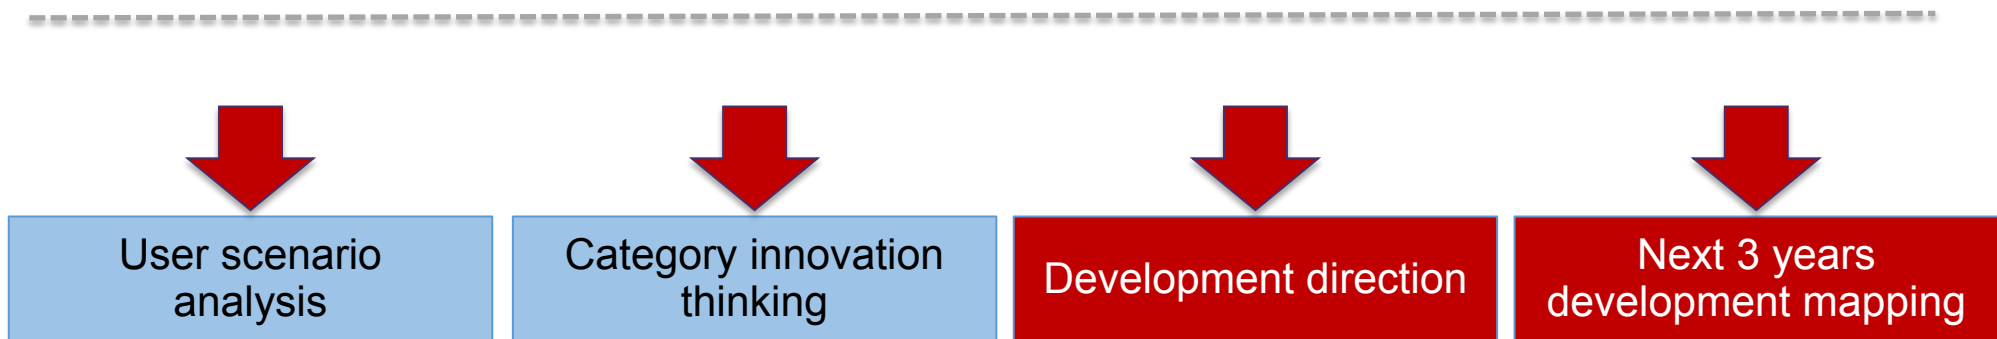 User scenario
analysis
Category innovation
thinking
Development direction
Next 3 years
development mapping